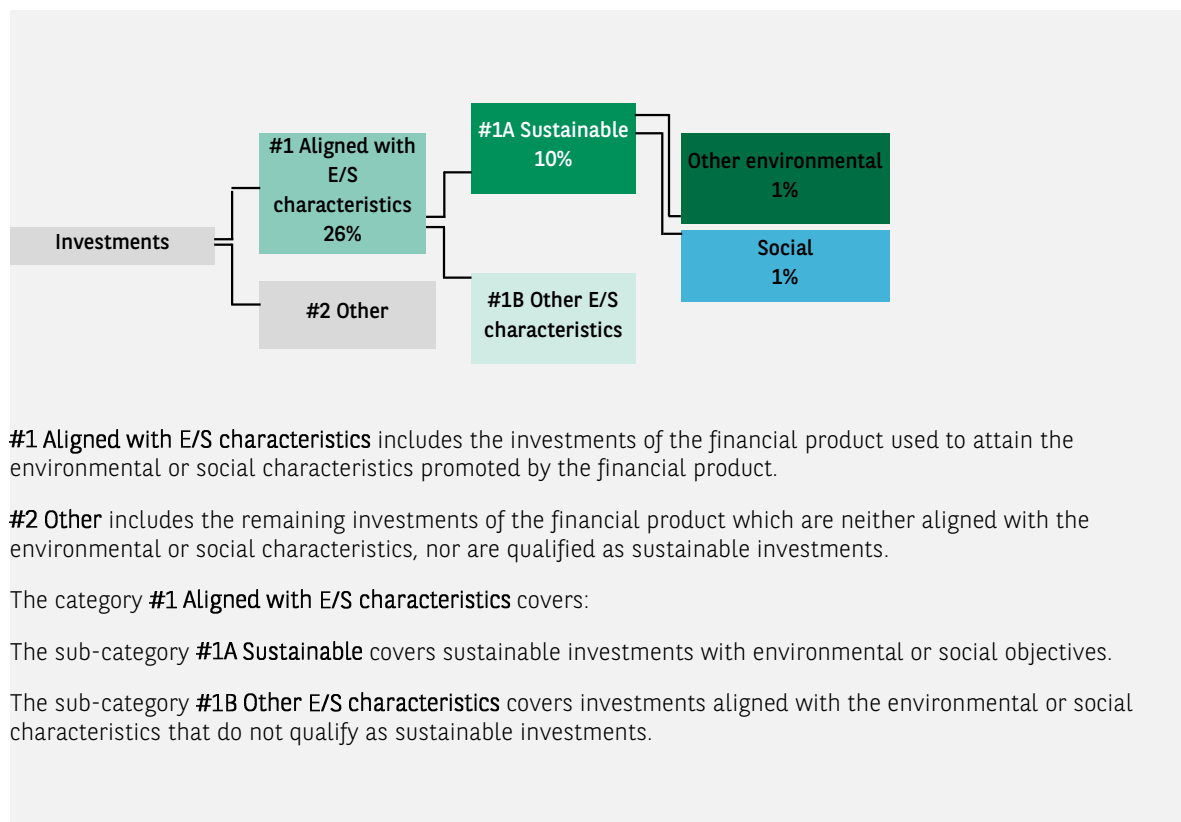 #1A Sustainable
10%
#1 Aligned with
E/S
characteristics
26%
Other environmental
1%
Investments
Social
1%
#2 Other
#1B Other E/S
characteristics
#1 Aligned with E/S characteristics includes the investments of the financial product used to attain the
environmental or social characteristics promoted by the financial product.
#2 Other includes the remaining investments of the financial product which are neither aligned with the
environmental or social characteristics, nor are qualified as sustainable investments.
The category #1 Aligned with E/S characteristics covers:
The sub-category #1A Sustainable covers sustainable investments with environmental or social objectives.
The sub-category #1B Other E/S characteristics covers investments aligned with the environmental or social
characteristics that do not qualify as sustainable investments.